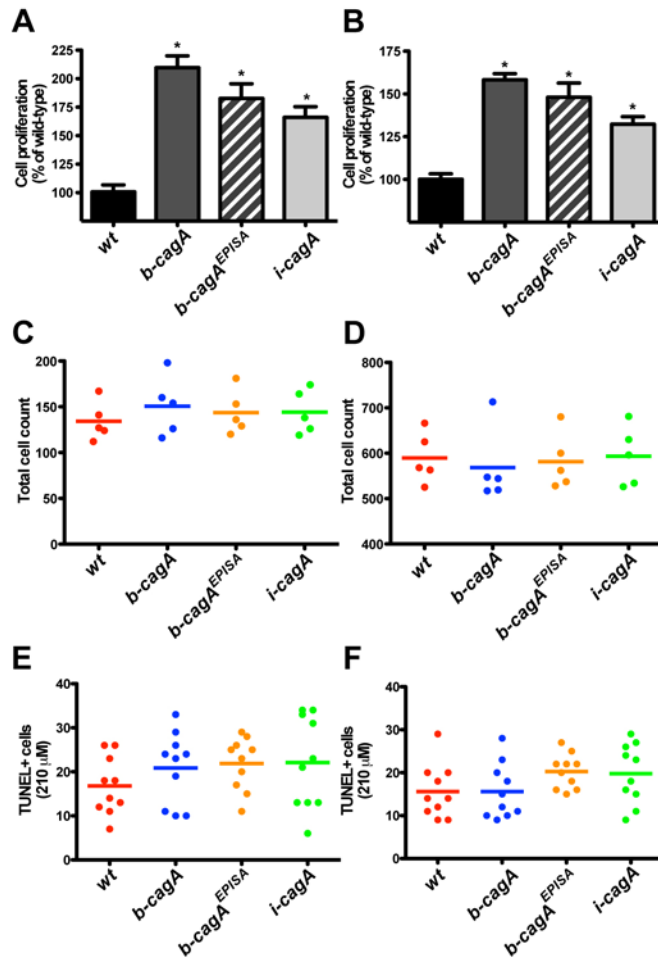 A
Cell proliferation
(% of wild-type)
225
200
175
150
125
100
*
*
*
wt
b-cagA
b-cagA^EPISA
i-cagA
B
Cell proliferation
(% of wild-type)
175
150
125
100
*
*
*
wt
b-cagA
b-cagA^EPISA
i-cagA
C
Total cell count
200
150
100
50
0
wt
b-cagA
b-cagA^EPISA
i-cagA
D
Total cell count
800
700
600
500
400
wt
b-cagA
b-cagA^EPISA
i-cagA
E
TUNEL+ cells
(210 µM)
40
30
20
10
0
wt
b-cagA
b-cagA^EPISA
i-cagA
F
TUNEL+ cells
(210 µM)
40
30
20
10
0
wt
b-cagA
b-cagA^EPISA
i-cagA